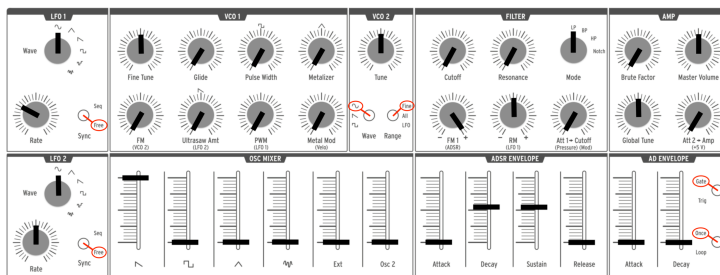 LFO 1
VCO 1
VCO 2
FILTER
AMP
Wave
Fine Tune
Glide
Pulse Width
Metalizer
Tune
Cutoff
Resonance
LP
BP
HP
Notch
Mode
Brute Factor
Master Volume
Rate
Seq
Free
Sync
FM
(VCO 2)
Ultrasaw Amt
(LFO 2)
PWM
(LFO 1)
Metal Mod
(Velo)
Wave
Fine
All
LFO
Range
- +
FM 1
(ADSR)
- +
RM
(LFO 1)
Att 1→ Cutoff
(Pressure) (Mod)
Global Tune
Att 2→ Amp
(+5 V)
LFO 2
OSC MIXER
ADSR ENVELOPE
AD ENVELOPE
Wave
Rate
Seq
Free
Sync
Ext
Osc 2
Attack
Decay
Sustain
Release
Attack
Decay
Gate
Trig
Once
Loop